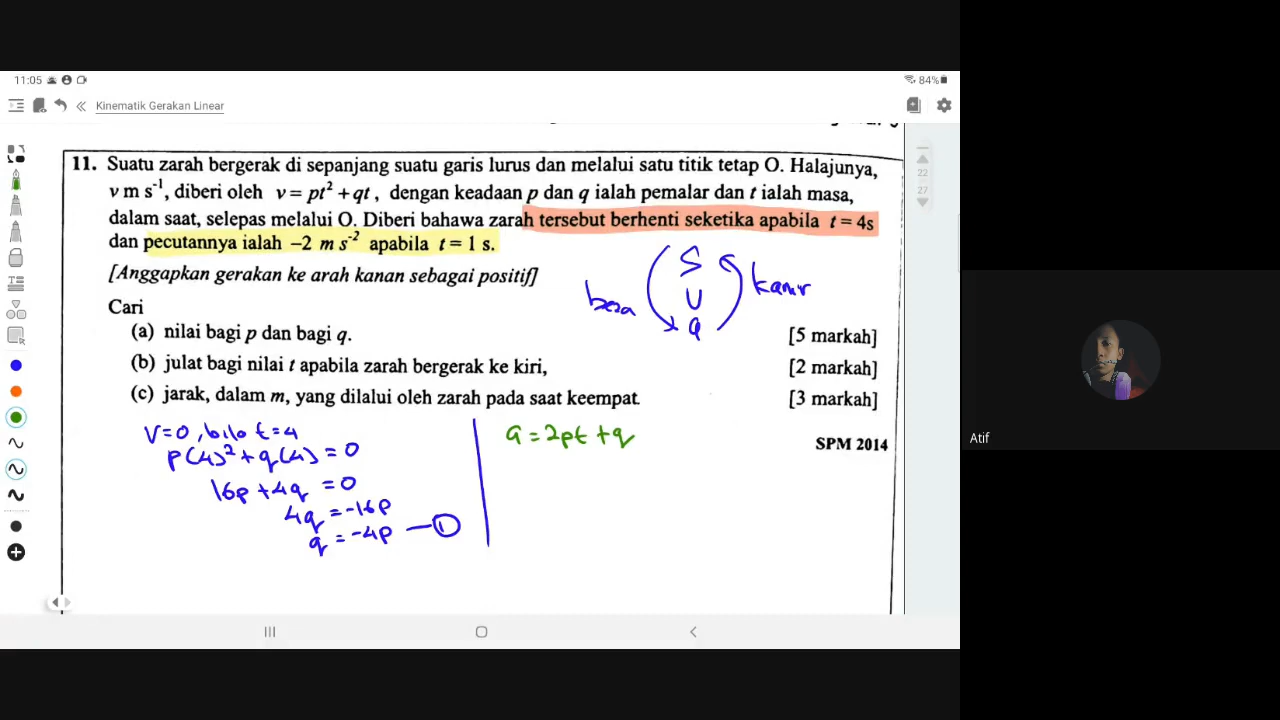 11:05
84%
Kinematik Gerakan Linear
22
27
11. Suatu zarah bergerak di sepanjang suatu garis lurus dan melalui satu titik tetap O. Halajunya,
v m s⁻¹, diberi oleh v = pt² + qt, dengan keadaan p dan q ialah pemalar dan t ialah masa,
dalam saat, selepas melalui O. Diberi bahawa zarah tersebut berhenti seketika apabila t = 4s
dan pecutannya ialah −2 m s⁻² apabila t = 1 s.
[Anggapkan gerakan ke arah kanan sebagai positif]
S
V
a
beza
kamir
Cari
(a) nilai bagi p dan bagi q. [5 markah]
(b) julat bagi nilai t apabila zarah bergerak ke kiri, [2 markah]
(c) jarak, dalam m, yang dilalui oleh zarah pada saat keempat. [3 markah]
SPM 2014
V=0, bila t=4
p(4)² + q(4) = 0
16p + 4q = 0
4q = -16p
q = -4p — ①
a = 2pt + q
Atif